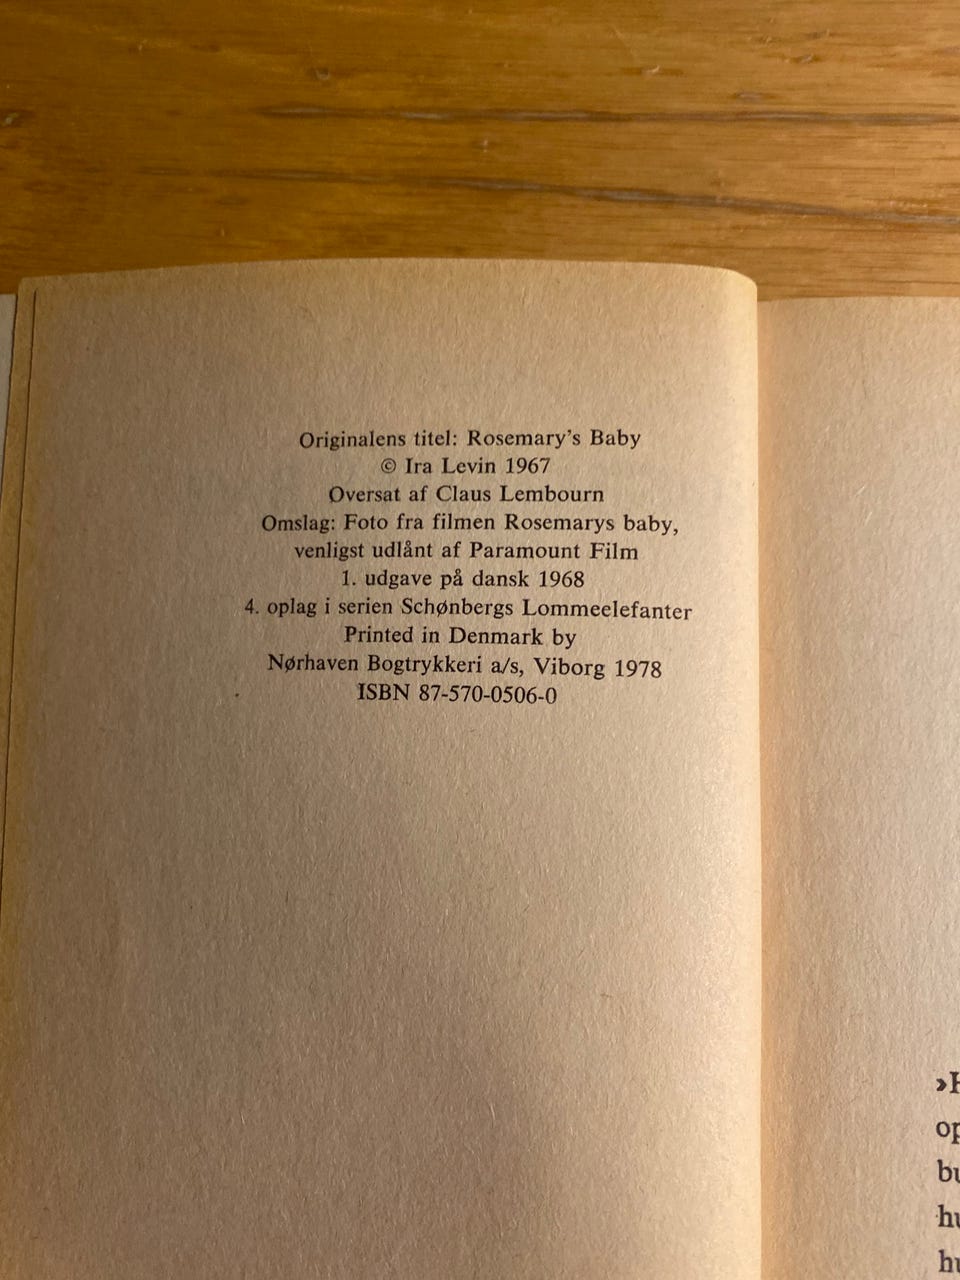 Originalens titel: Rosemary's Baby
© Ira Levin 1967
Oversat af Claus Lembourn
Omslag: Foto fra filmen Rosemarys baby,
venligst udlånt af Paramount Film
1. udgave på dansk 1968
4. oplag i serien Schønbergs Lommeelefanter
Printed in Denmark by
Nørhaven Bogtrykkeri a/s, Viborg 1978
ISBN 87-570-0506-0